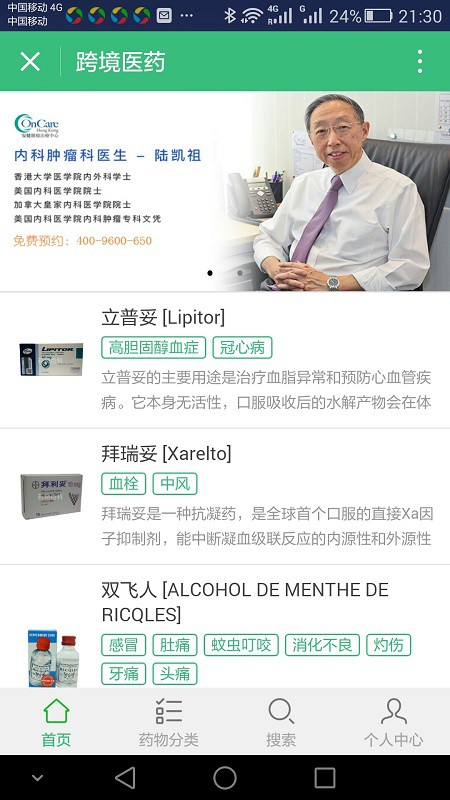 中国移动 4G
中国移动
4G
R
4G
24%
21:30
跨境医药
OnCare
Hong Kong
内科肿瘤科医生 – 陆凯祖
香港大学医学院内外科学士
美国内科医学院院士
加拿大皇家内科医学院院士
美国内科医学院内科肿瘤专科文凭
免费预约：400-9600-650
立普妥 [Lipitor]
高胆固醇血症 冠心病
立普妥的主要用途是治疗血脂异常和预防心血管疾
病。它本身无活性，口服吸收后的水解产物会在体
LIPITOR
拜瑞妥 [Xarelto]
血栓 中风
拜瑞妥是一种抗凝药，是全球首个口服的直接Xa因
子抑制剂，能中断凝血级联反应的内源性和外源性
拜利妥
双飞人 [ALCOHOL DE MENTHE DE
RICQLES]
感冒 肚痛 蚊虫叮咬 消化不良 灼伤
牙痛 头痛
首页 药物分类 搜索 个人中心